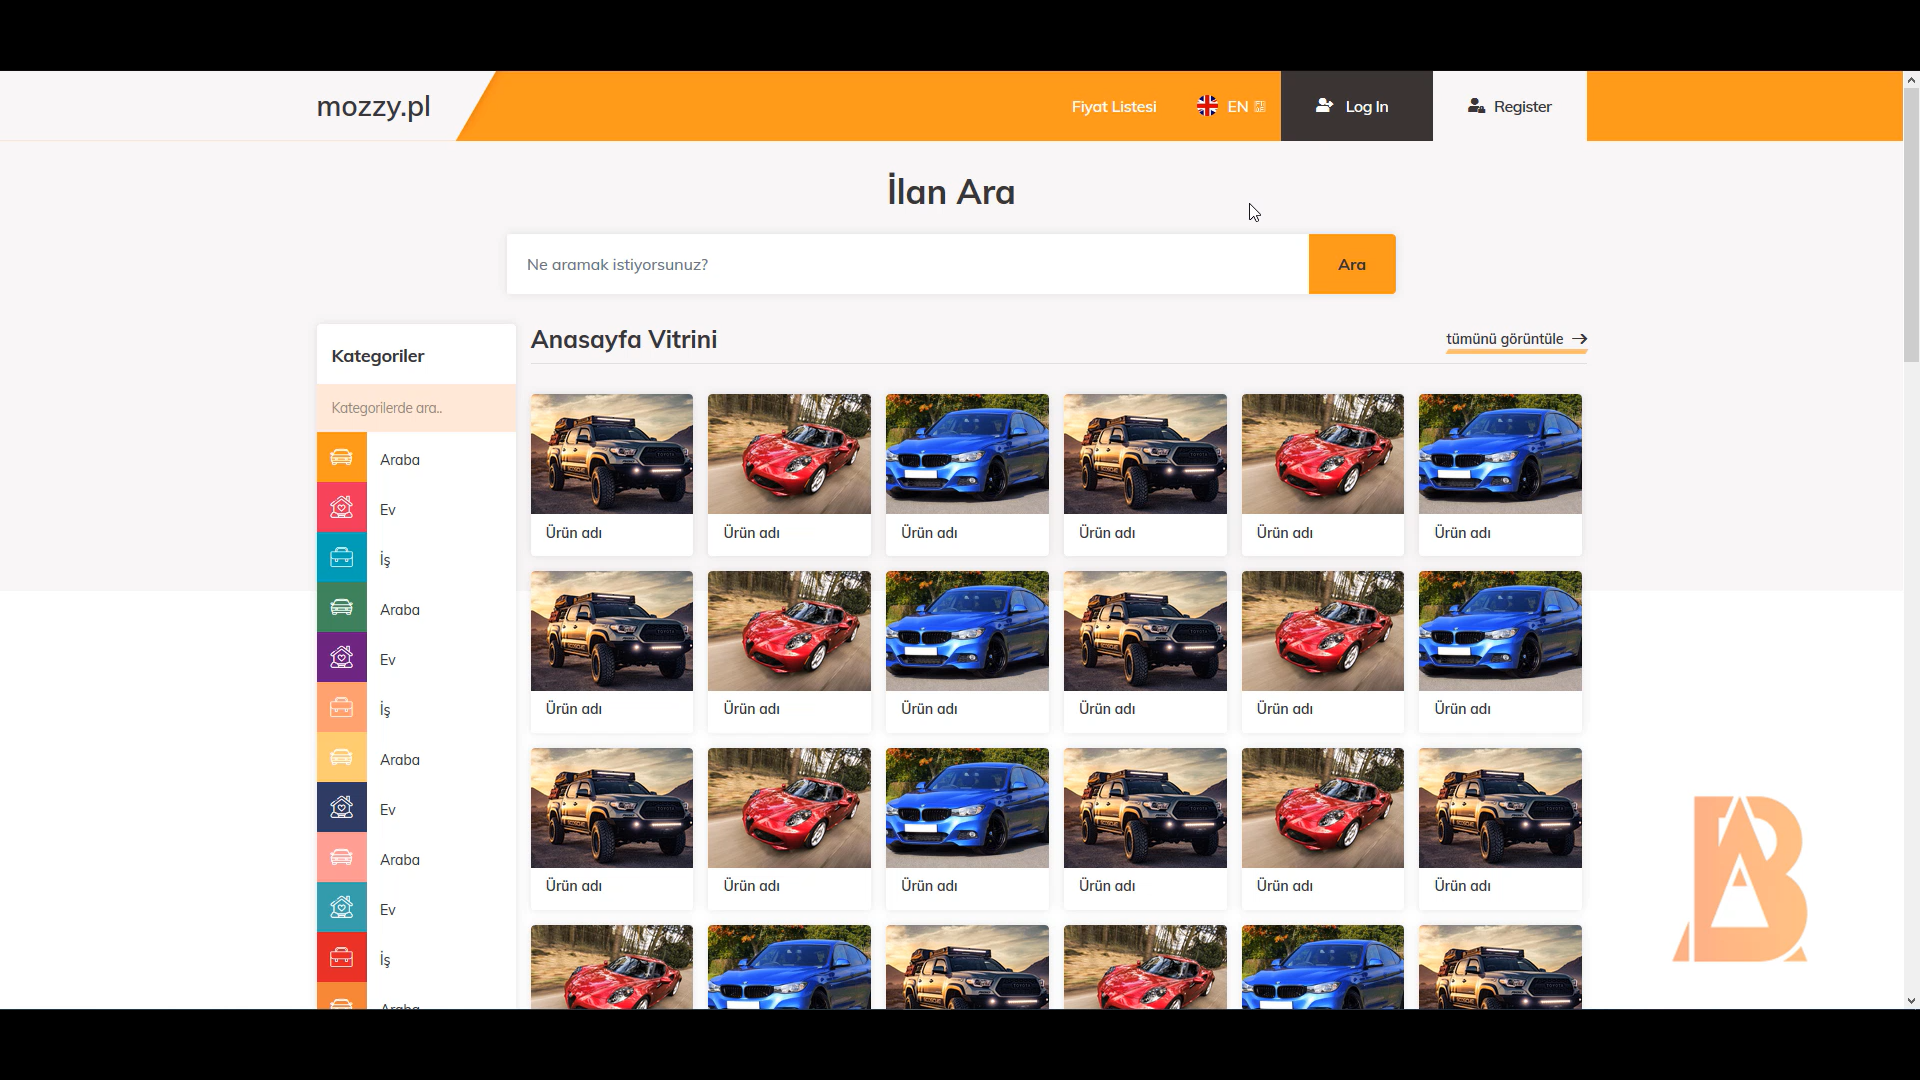 mozzy.pl
Fiyat Listesi
EN
Log In
Register
İlan Ara
Ne aramak istiyorsunuz?
Ara
Kategoriler
Kategorilerde ara..
Araba
Ev
İş
Araba
Ev
İş
Araba
Ev
Araba
Ev
İş
Araba
Anasayfa Vitrini
tümünü görüntüle
Ürün adı Ürün adı Ürün adı Ürün adı Ürün adı Ürün adı
Ürün adı Ürün adı Ürün adı Ürün adı Ürün adı Ürün adı
Ürün adı Ürün adı Ürün adı Ürün adı Ürün adı Ürün adı